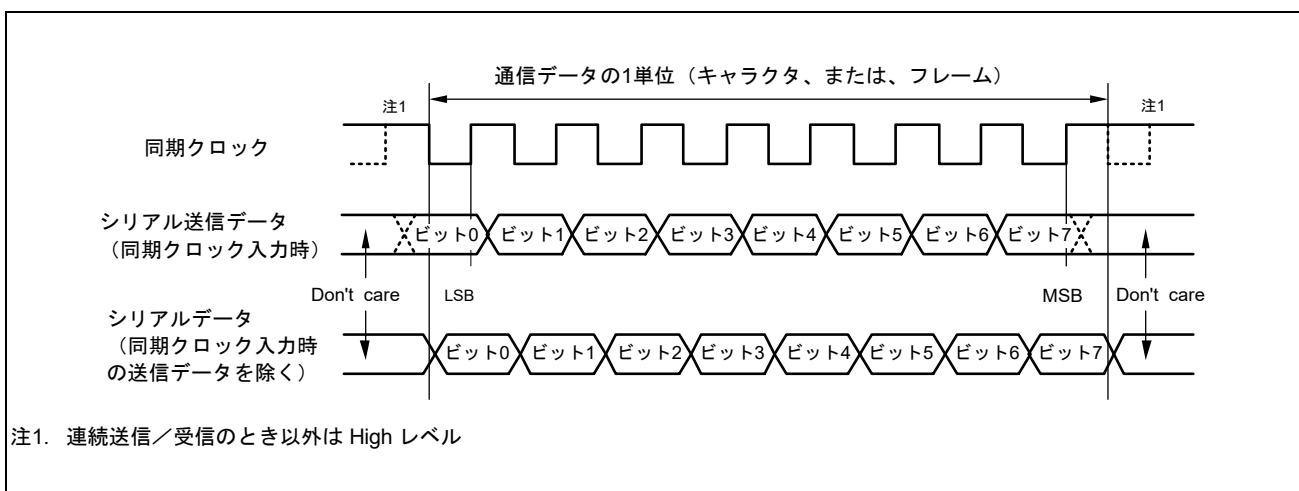 通信データの1単位（キャラクタ、または、フレーム）
注1
注1
同期クロック
シリアル送信データ
（同期クロック入力時）
ビット0 ビット1 ビット2 ビット3 ビット4 ビット5 ビット6 ビット7
Don't care
LSB
MSB
Don't care
シリアルデータ
（同期クロック入力時
の送信データを除く）
ビット0 ビット1 ビット2 ビット3 ビット4 ビット5 ビット6 ビット7
注1. 連続送信／受信のとき以外は High レベル